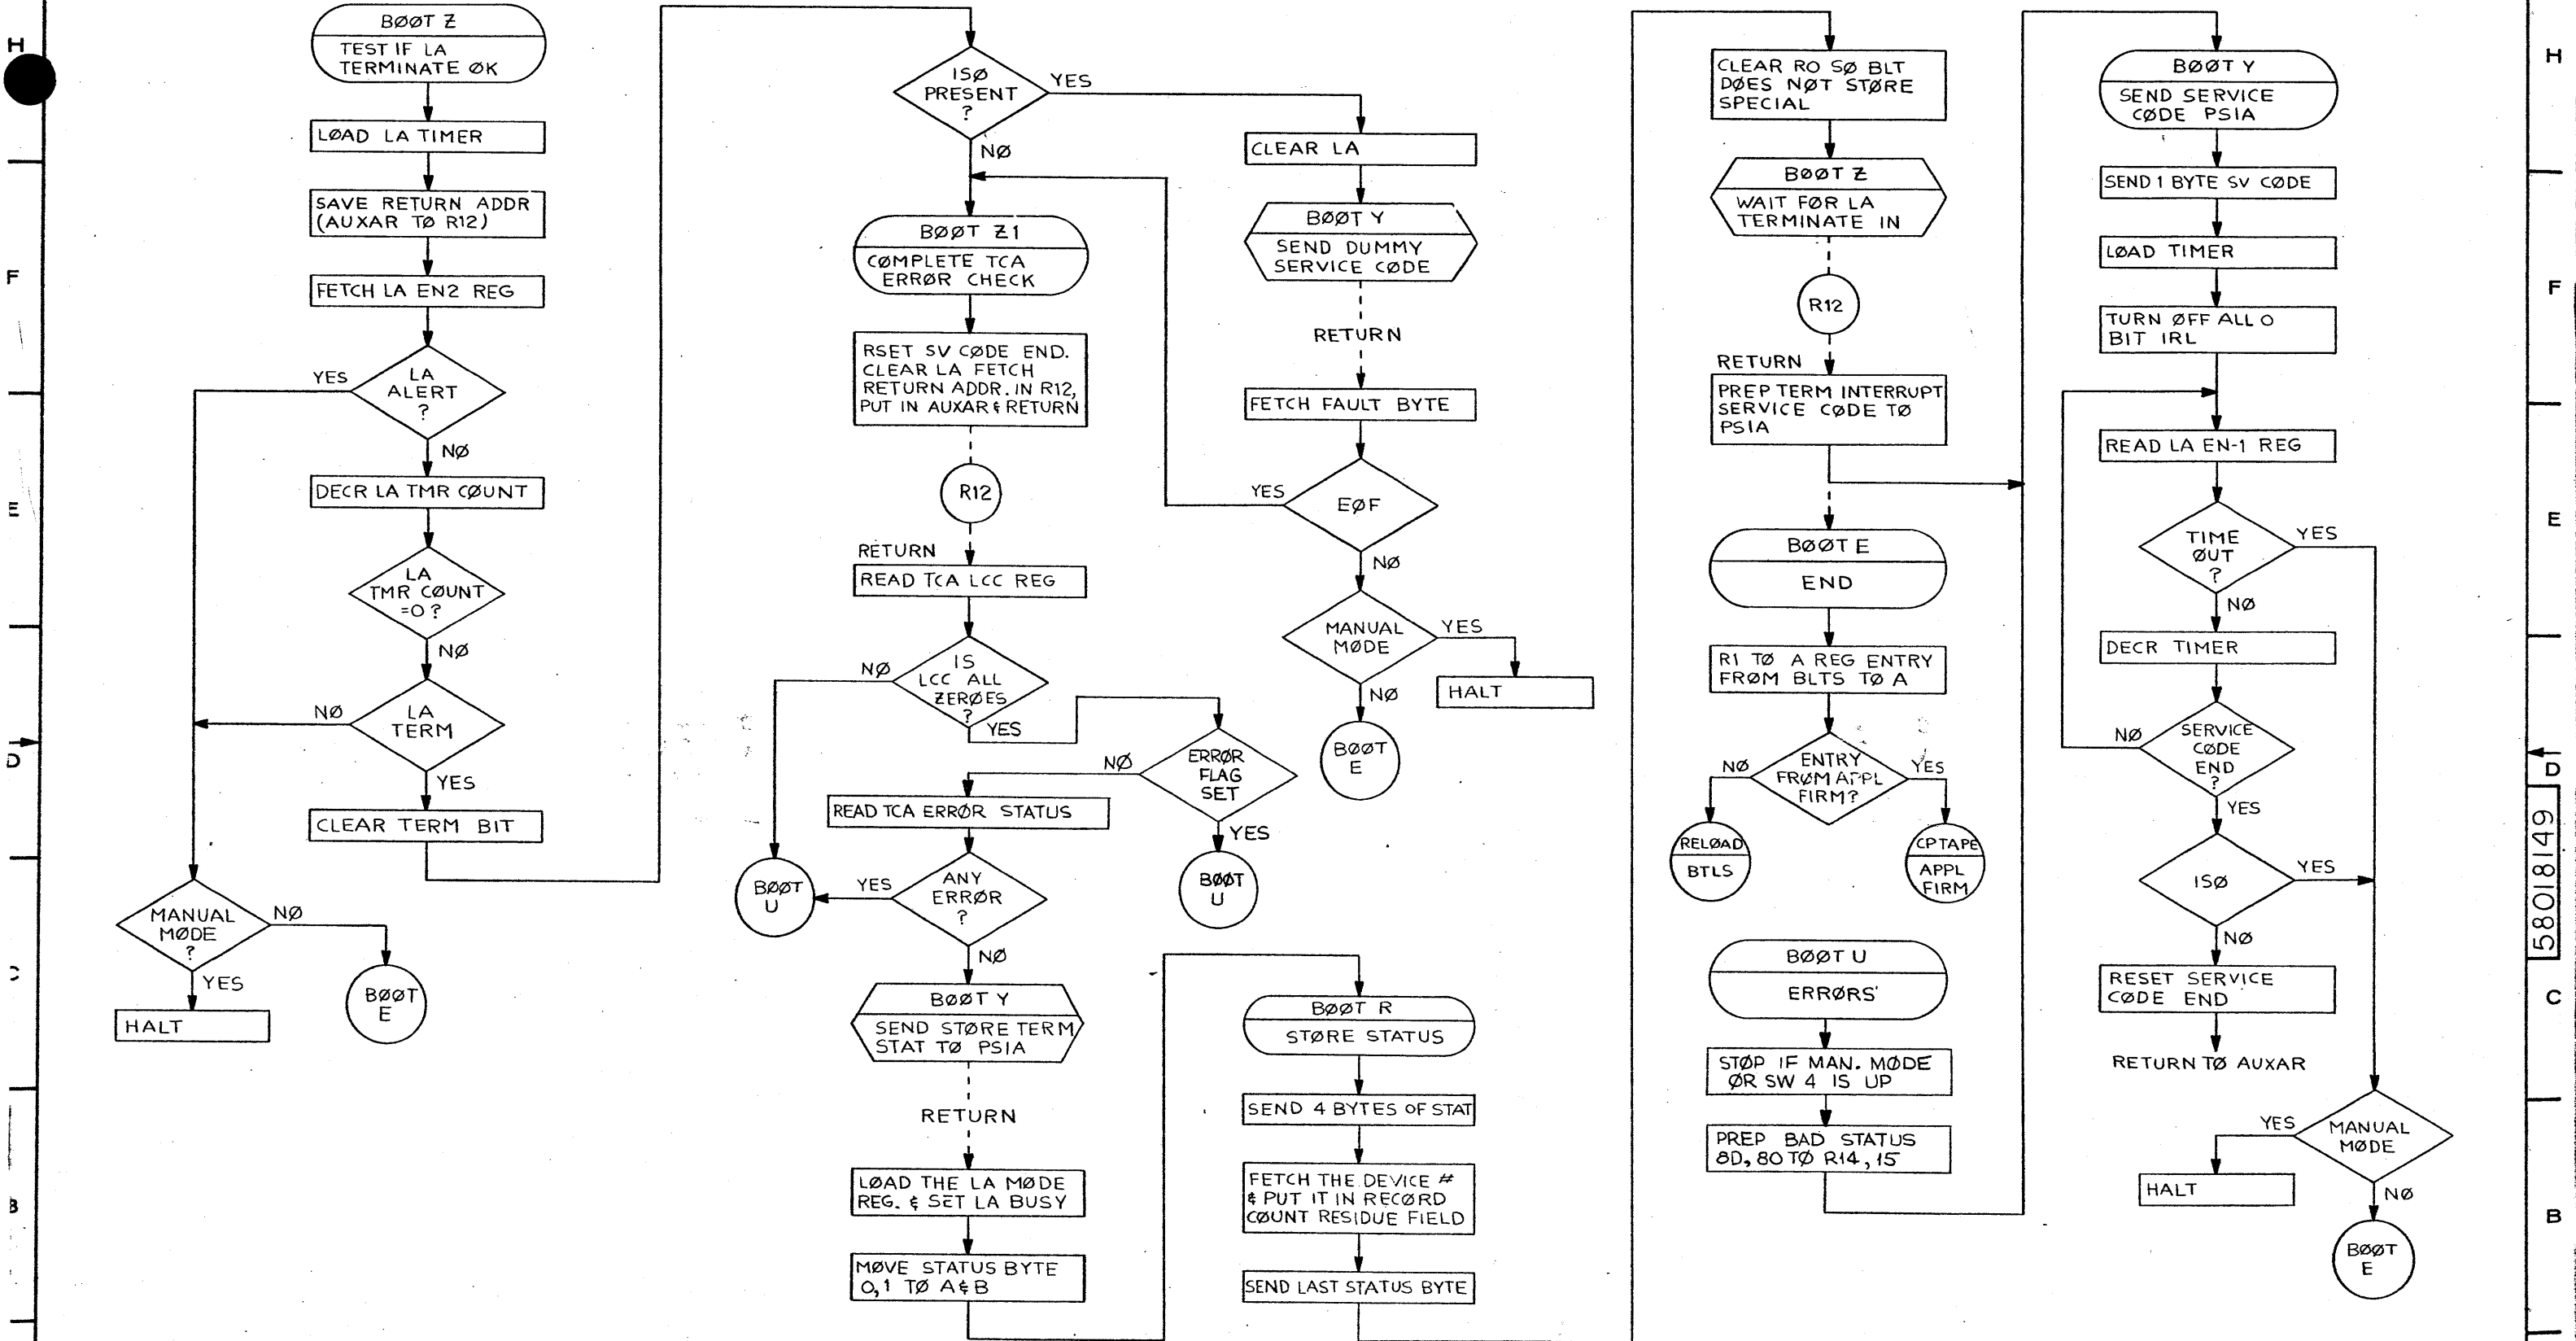 H
F
E
D
C
B
BØØT Z
TEST IF LA
TERMINATE ØK
LØAD LA TIMER
SAVE RETURN ADDR
(AUXAR TØ R12)
FETCH LA EN2 REG
LA
ALERT
?
YES
NØ
DECR LA TMR CØUNT
LA
TMR CØUNT
=0 ?
NØ
LA
TERM
NØ
YES
CLEAR TERM BIT
MANUAL
MØDE
?
NØ
YES
HALT
BØØT
E
ISØ
PRESENT
?
YES
NØ
CLEAR LA
BØØT Y
SEND DUMMY
SERVICE CØDE
RETURN
FETCH FAULT BYTE
EØF
YES
NØ
MANUAL
MØDE
YES
HALT
NØ
BØØT
E
BØØT Z1
CØMPLETE TCA
ERRØR CHECK
RSET SV CØDE END.
CLEAR LA FETCH
RETURN ADDR. IN R12,
PUT IN AUXAR & RETURN
R12
RETURN
READ TCA LCC REG
IS
LCC ALL
ZERØES
?
NØ
YES
ERRØR
FLAG
SET
NØ
YES
BØØT
U
READ TCA ERRØR STATUS
ANY
ERRØR
?
YES
BØØT
U
NØ
BØØT Y
SEND STØRE TERM
STAT TØ PSIA
RETURN
LØAD THE LA MØDE
REG. & SET LA BUSY
MØVE STATUS BYTE
0,1 TØ A & B
BØØT R
STØRE STATUS
SEND 4 BYTES OF STAT
FETCH THE DEVICE #
& PUT IT IN RECØRD
CØUNT RESIDUE FIELD
SEND LAST STATUS BYTE
CLEAR RO SØ BLT
DØES NØT STØRE
SPECIAL
BØØT Z
WAIT FØR LA
TERMINATE IN
R12
RETURN
PREP TERM INTERRUPT
SERVICE CØDE TØ
PSIA
BØØT E
END
R1 TØ A REG ENTRY
FRØM BLTS TØ A
ENTRY
FRØM APPL
FIRM?
NØ
YES
RELØAD
BTLS
CPTAPE
APPL
FIRM
BØØT U
ERRØRS
STØP IF MAN. MØDE
ØR SW 4 IS UP
PREP BAD STATUS
8D, 80 TØ R14, 15
BØØT Y
SEND SERVICE
CØDE PSIA
SEND 1 BYTE SV CØDE
LØAD TIMER
TURN ØFF ALL 0
BIT IRL
READ LA EN-1 REG
TIME
ØUT
?
YES
NØ
DECR TIMER
SERVICE
CØDE
END
?
NØ
YES
ISØ
YES
NØ
RESET SERVICE
CØDE END
RETURN TØ AUXAR
MANUAL
MØDE
YES
HALT
NØ
BØØT
E
H
F
E
D
58018149
C
B